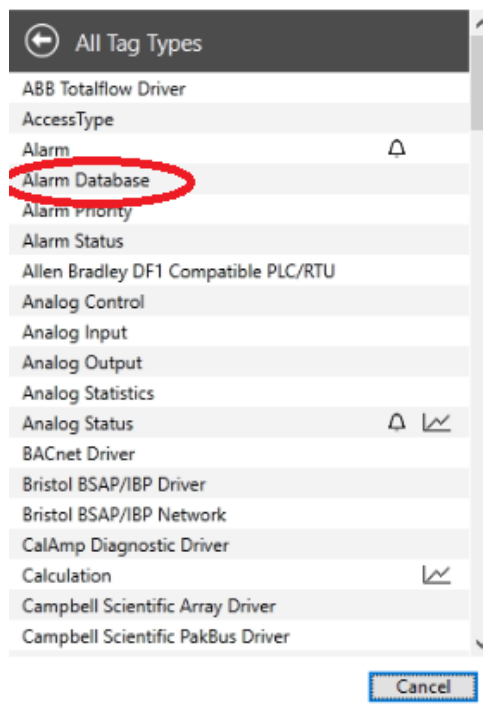 All Tag Types
ABB Totalflow Driver
AccessType
Alarm
Alarm Database
Alarm Priority
Alarm Status
Allen Bradley DF1 Compatible PLC/RTU
Analog Control
Analog Input
Analog Output
Analog Statistics
Analog Status
BACnet Driver
Bristol BSAP/IBP Driver
Bristol BSAP/IBP Network
CalAmp Diagnostic Driver
Calculation
Campbell Scientific Array Driver
Campbell Scientific PakBus Driver
Cancel